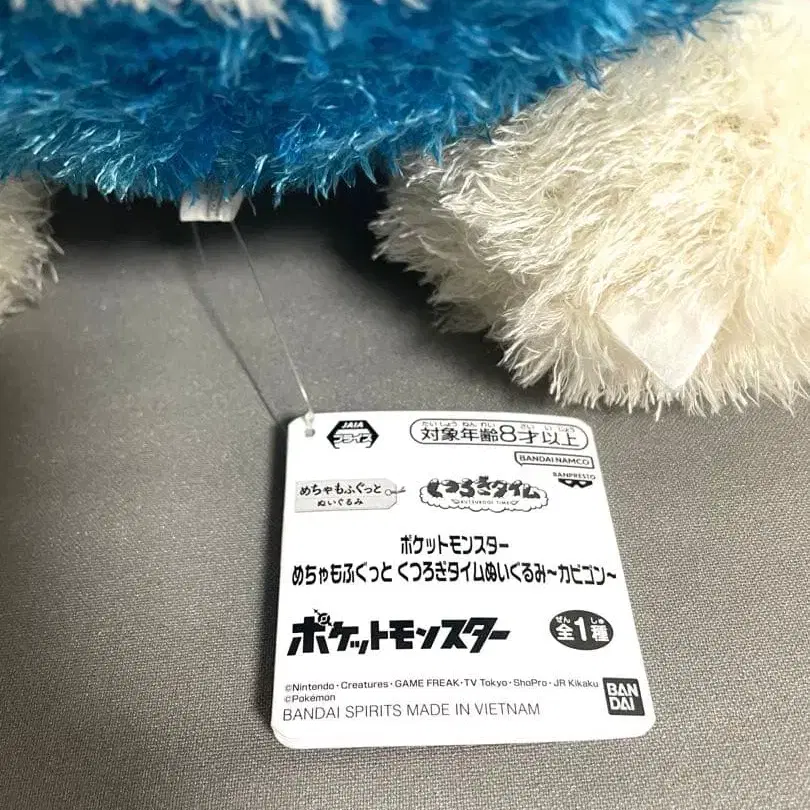 JAIA
プライズ
たいしょう ねん れい さい い じょう
対象年齢8才以上
BANDAI NAMCO
めちゃもふぐっと
ぬいぐるみ
くつろぎタイム
KUTSUROGI TIME
BANPRESTO
ポケットモンスター
めちゃもふぐっと くつろぎタイムぬいぐるみ~カビゴン~
ポケットモンスター
ぜん しゅ
全1種
©Nintendo・Creatures・GAME FREAK・TV Tokyo・ShoPro・JR Kikaku
©Pokémon
BANDAI SPIRITS MADE IN VIETNAM
BAN
DAI